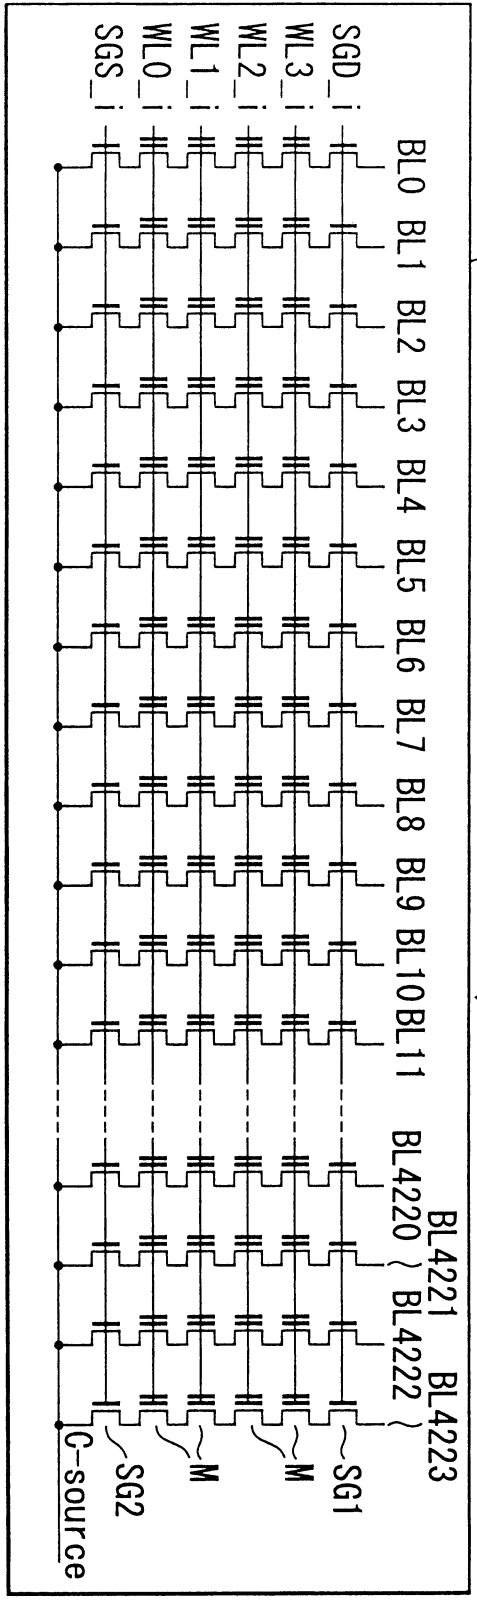 BL0 BL1 BL2 BL3 BL4 BL5 BL6 BL7 BL8 BL9 BL10 BL11 BL4220 BL4221 BL4222 BL4223
SGD_i
SG1
WL3_i
M
WL2_i
WL1_i
M
WL0_i
SGS_i
SG2
C-source